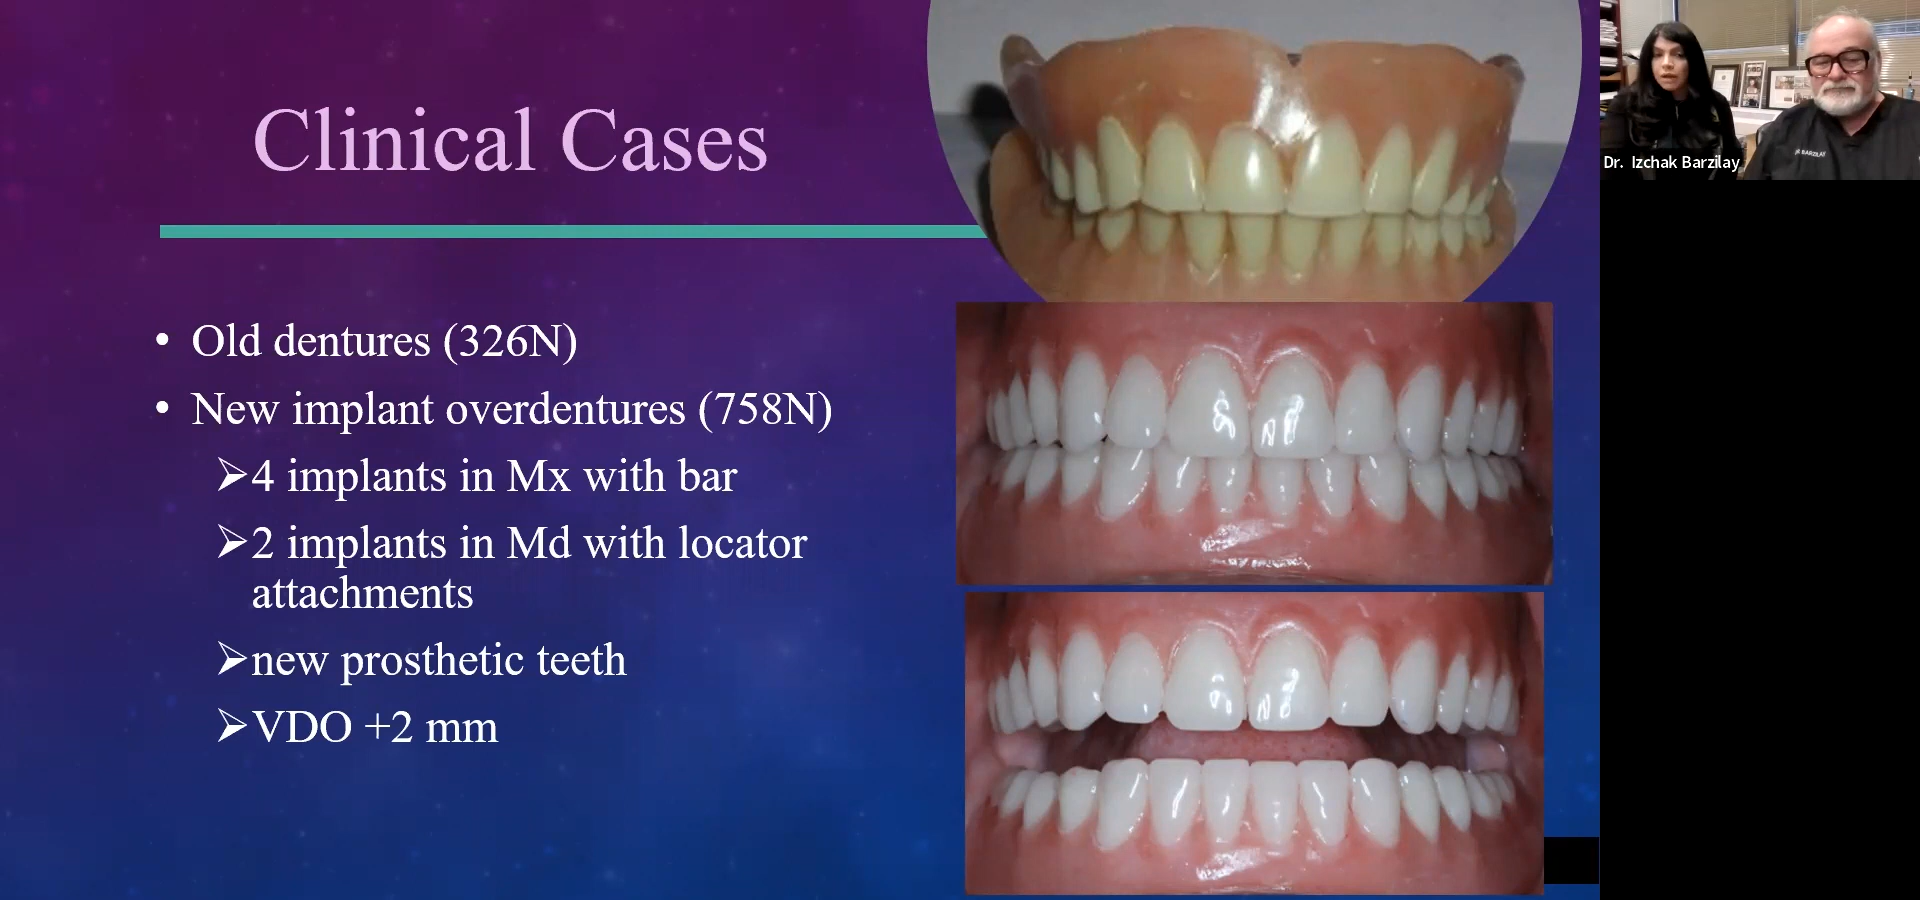 Clinical Cases
• Old dentures (326N)
• New implant overdentures (758N)
➢4 implants in Mx with bar
➢2 implants in Md with locator
attachments
➢new prosthetic teeth
➢VDO +2 mm
Dr. Izchak Barzilay
BARZILAY